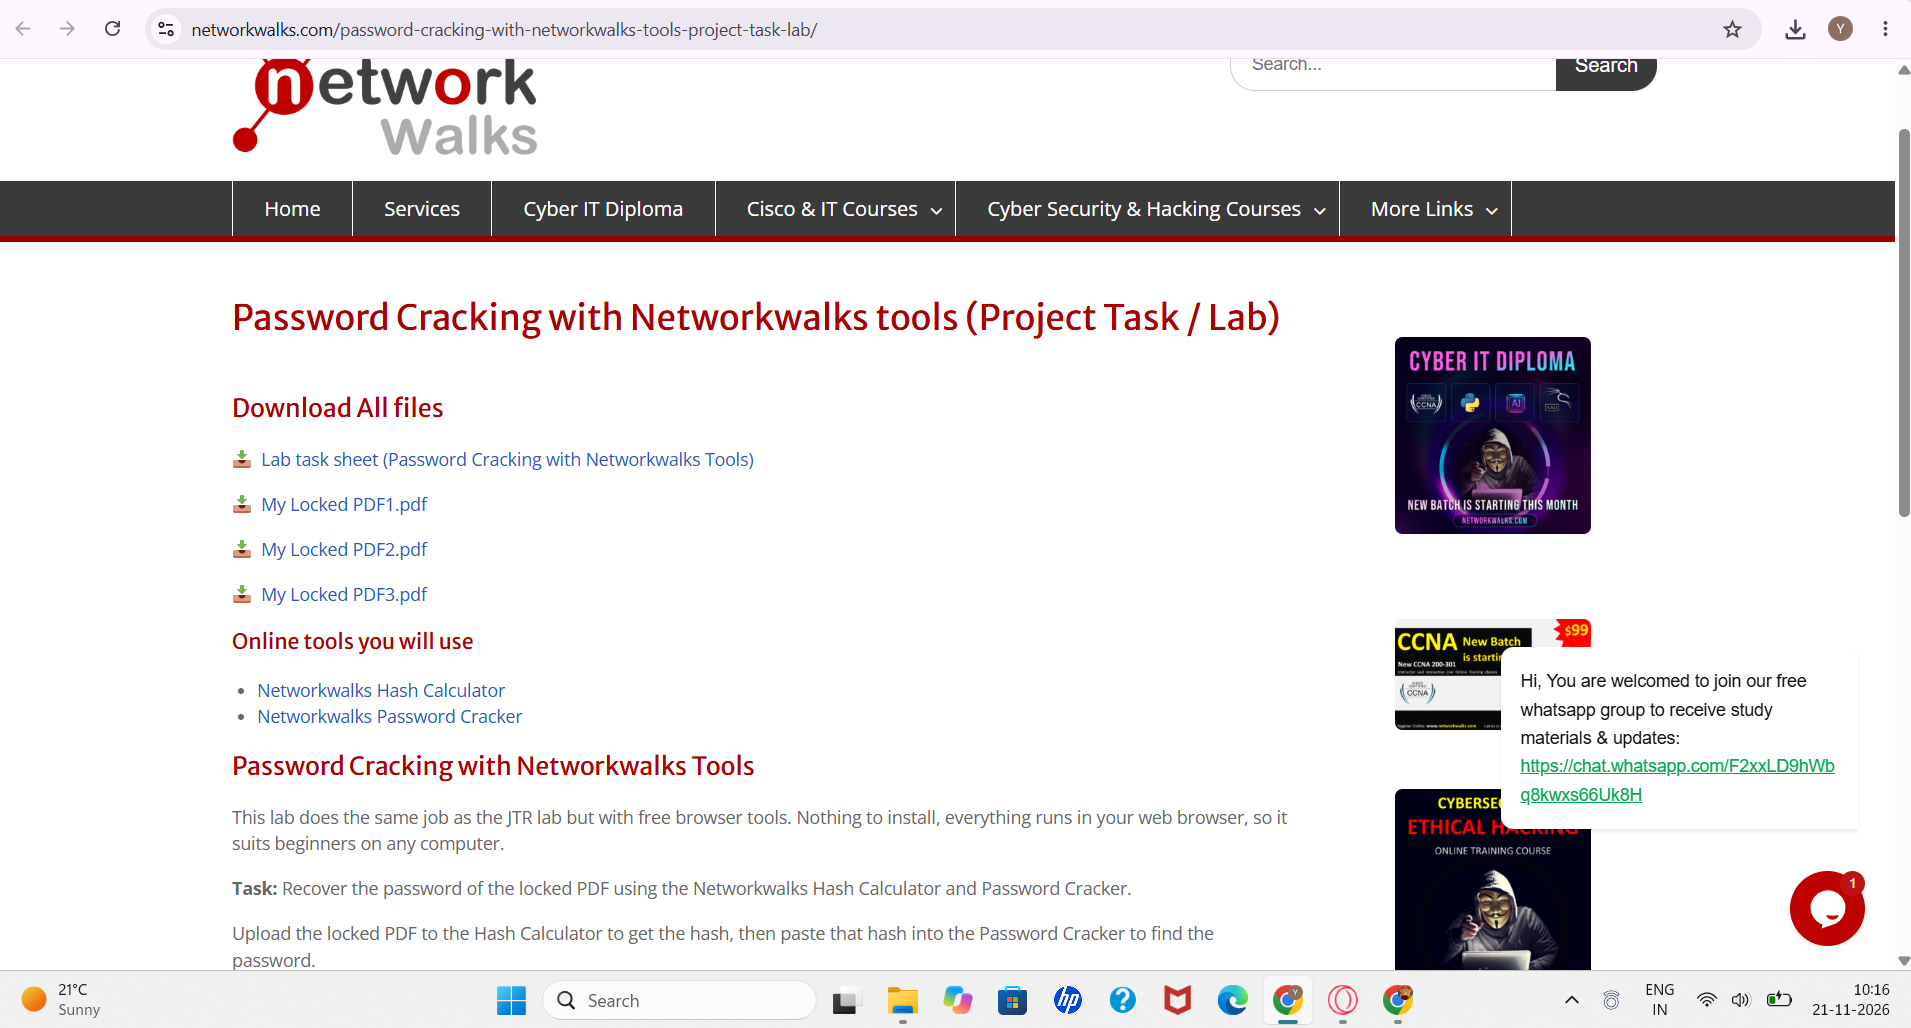 networkwalks.com/password-cracking-with-networkwalks-tools-project-task-lab/
Y
network
Walks
Search...
Search
Home
Services
Cyber IT Diploma
Cisco & IT Courses
Cyber Security & Hacking Courses
More Links
Password Cracking with Networkwalks tools (Project Task / Lab)
Download All files
Lab task sheet (Password Cracking with Networkwalks Tools)
My Locked PDF1.pdf
My Locked PDF2.pdf
My Locked PDF3.pdf
Online tools you will use
• Networkwalks Hash Calculator
• Networkwalks Password Cracker
Password Cracking with Networkwalks Tools
This lab does the same job as the JTR lab but with free browser tools. Nothing to install, everything runs in your web browser, so it
suits beginners on any computer.
Task: Recover the password of the locked PDF using the Networkwalks Hash Calculator and Password Cracker.
Upload the locked PDF to the Hash Calculator to get the hash, then paste that hash into the Password Cracker to find the
password.
CYBER IT DIPLOMA
CCNA
AI
KALI
NEW BATCH IS STARTING THIS MONTH
NETWORKWALKS.COM
$99
CCNA New Batch
New CCNA 200-301
CCNA
Hi, You are welcomed to join our free
whatsapp group to receive study
materials & updates:
https://chat.whatsapp.com/F2xxLD9hWb
q8kwxs66Uk8H
ETHICAL HACKING
ONLINE TRAINING COURSE
1
21°C
Sunny
Search
hp
?
Y
ENG
IN
10:16
21-11-2026